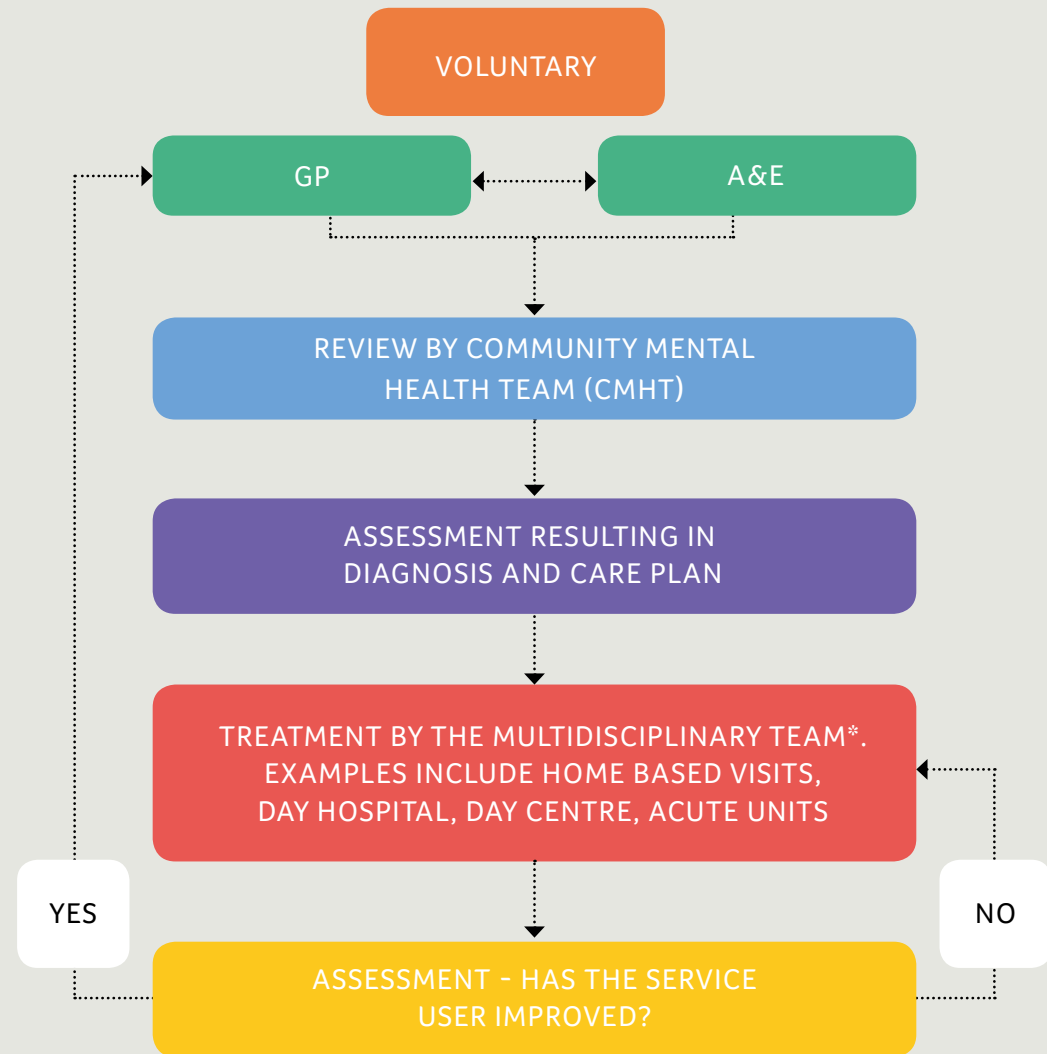 VOLUNTARY
GP
A&E
REVIEW BY COMMUNITY MENTAL
HEALTH TEAM (CMHT)
ASSESSMENT RESULTING IN
DIAGNOSIS AND CARE PLAN
TREATMENT BY THE MULTIDISCIPLINARY TEAM*.
EXAMPLES INCLUDE HOME BASED VISITS,
DAY HOSPITAL, DAY CENTRE, ACUTE UNITS
YES
NO
ASSESSMENT - HAS THE SERVICE
USER IMPROVED?